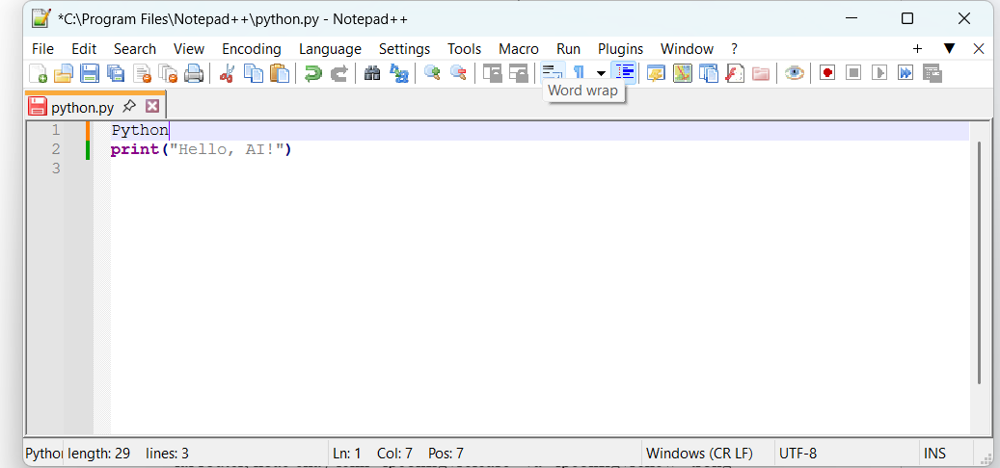 *C:\Program Files\Notepad++\python.py - Notepad++
File Edit Search View Encoding Language Settings Tools Macro Run Plugins Window ?
Word wrap
python.py
1 Python
2 print("Hello, AI!")
3
length: 29 lines: 3 Ln: 1 Col: 7 Pos: 7 Windows (CR LF) UTF-8 INS